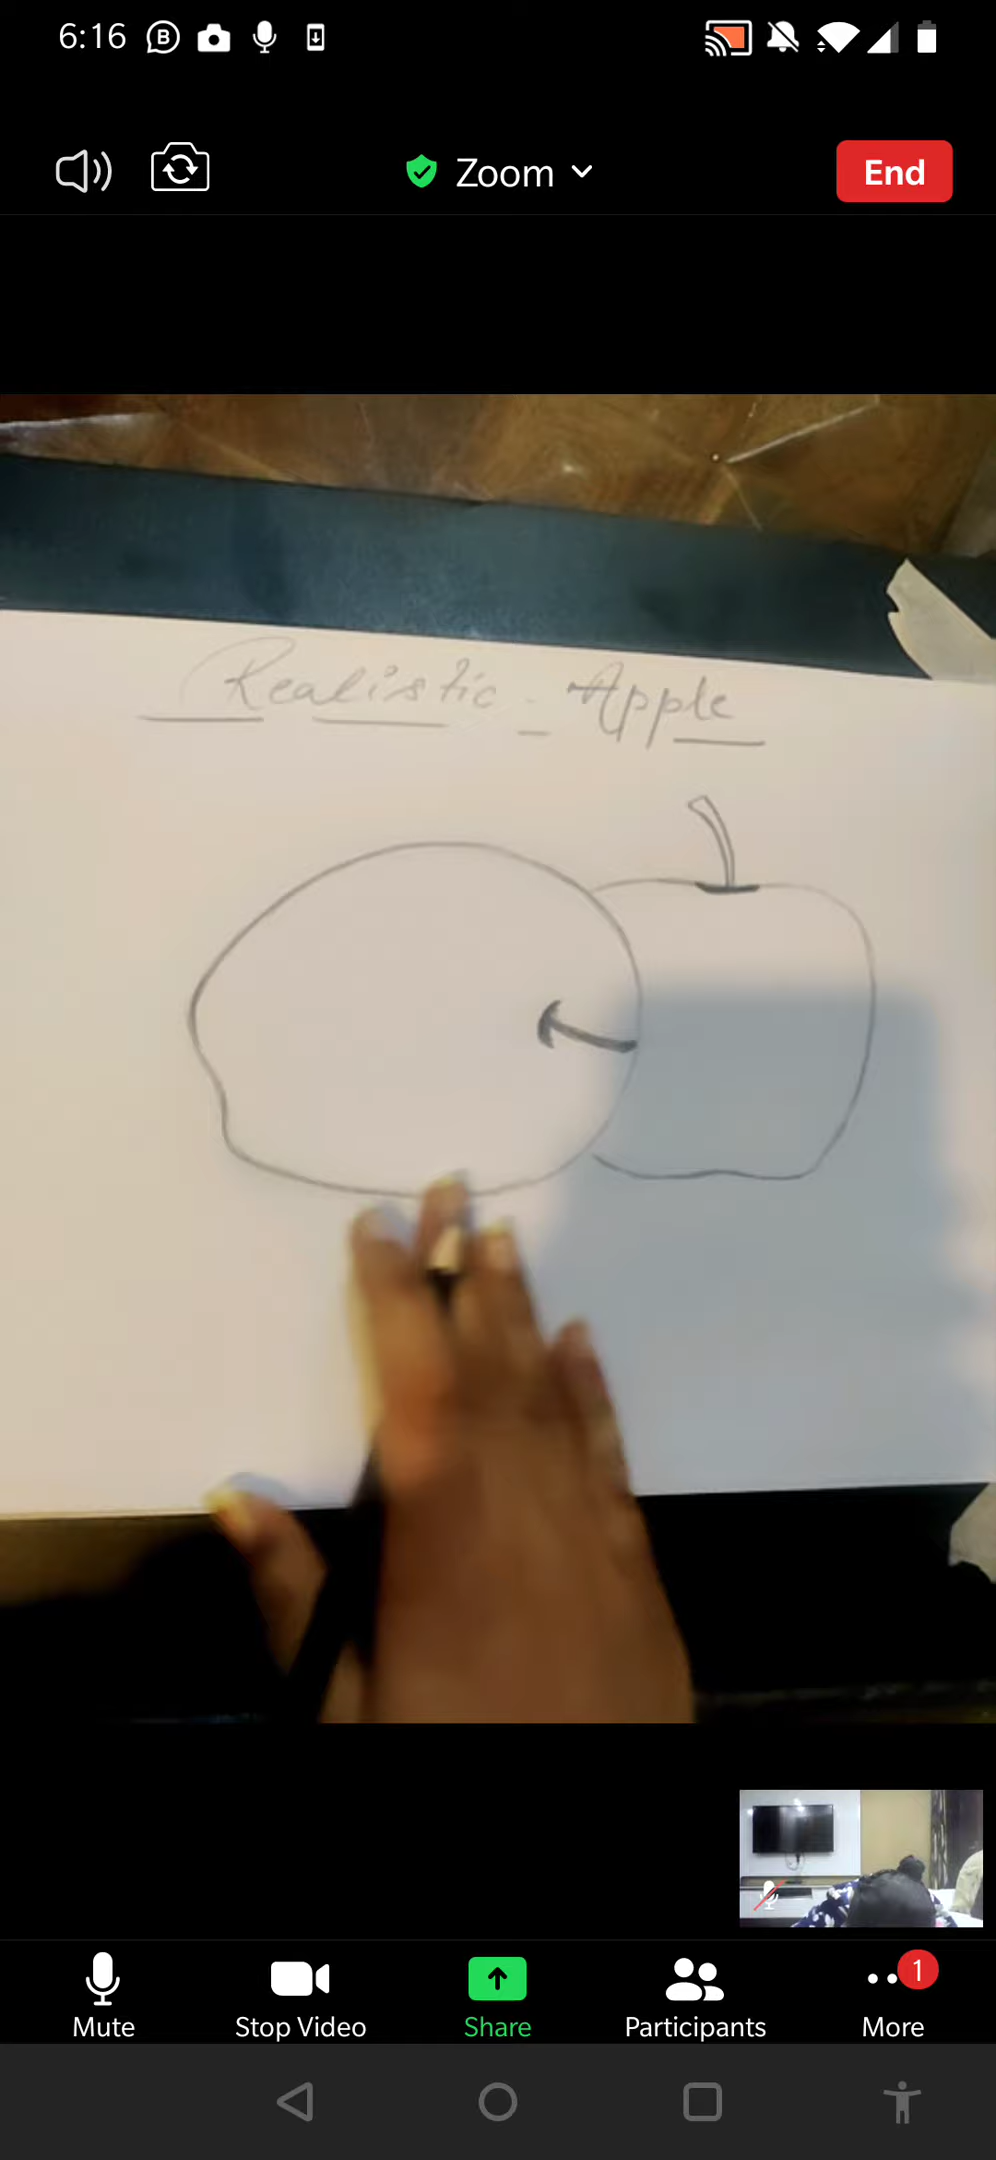 6:16
Zoom
End
Realistic - Apple
1
Mute
Stop Video
Share
Participants
More